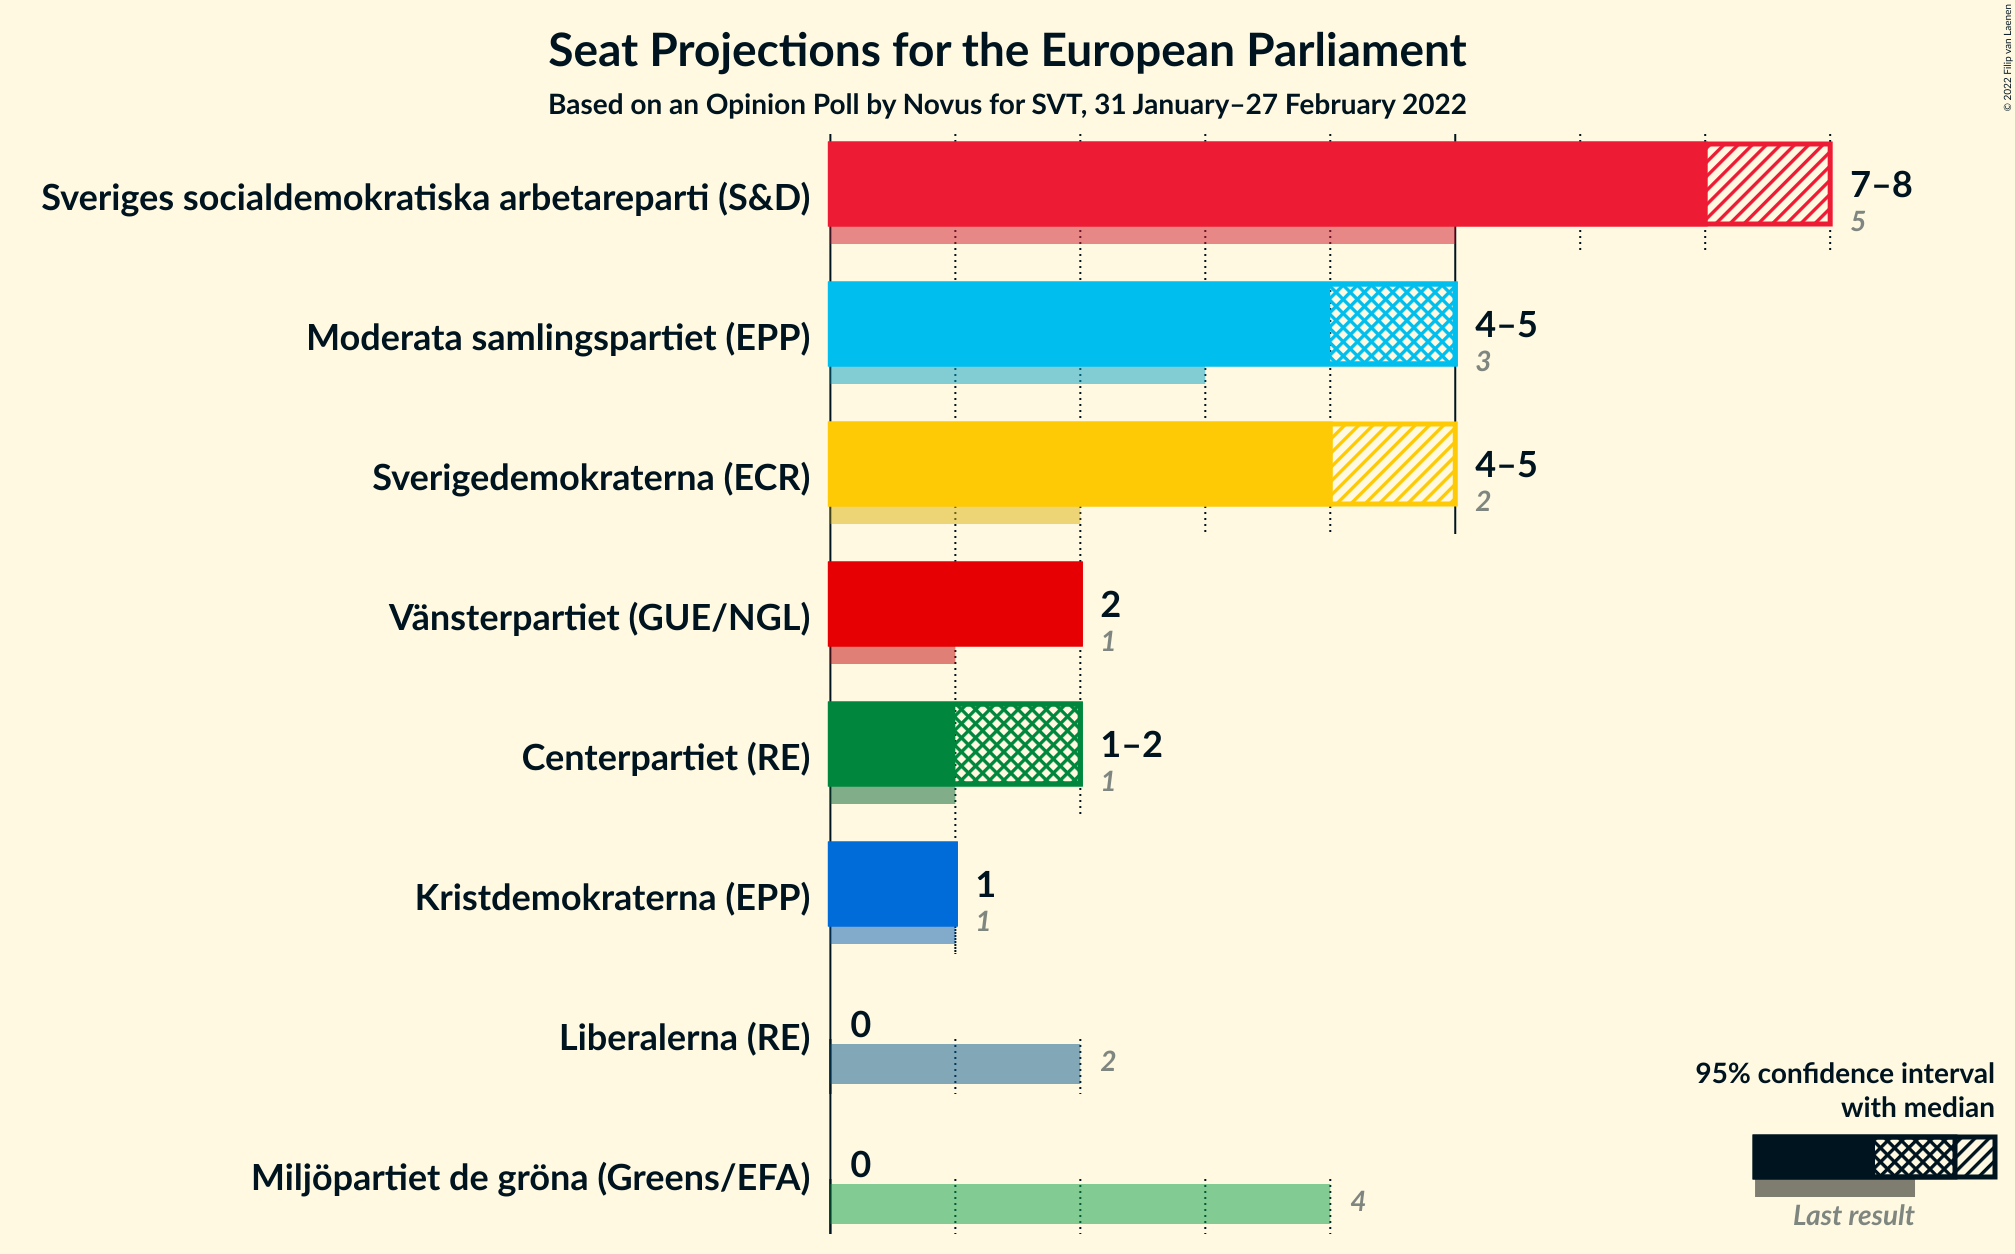 Seat Projections for the European Parliament
Based on an Opinion Poll by Novus for SVT, 31 January–27 February 2022
© 2022 Filip van Laenen
Sveriges socialdemokratiska arbetareparti (S&D)
7–8
5
Moderata samlingspartiet (EPP)
4–5
3
Sverigedemokraterna (ECR)
4–5
2
Vänsterpartiet (GUE/NGL)
2
1
Centerpartiet (RE)
1–2
1
Kristdemokraterna (EPP)
1
1
Liberalerna (RE)
0
2
Miljöpartiet de gröna (Greens/EFA)
0
4
95% confidence interval
with median
Last result